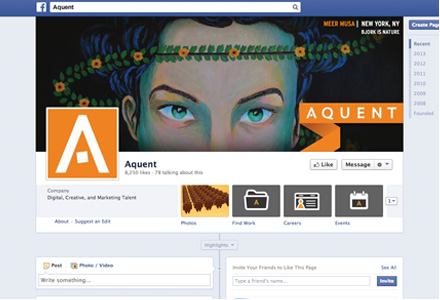 Aquent
MEER MUSA | NEW YORK, NY
BJORK IS NATURE
Create Page
Recent
2013
2012
2011
2010
2009
2008
Founded
AQUENT
A
Aquent
8,250 likes · 78 talking about this
Like
Message
Company
Digital, Creative, and Marketing Talent
About – Suggest an Edit
Photos
Find Work
Careers
Events
1
Highlights
Post
Photo / Video
Write something...
Invite Your Friends to Like This Page
See All
Type a friend's name...
Invite